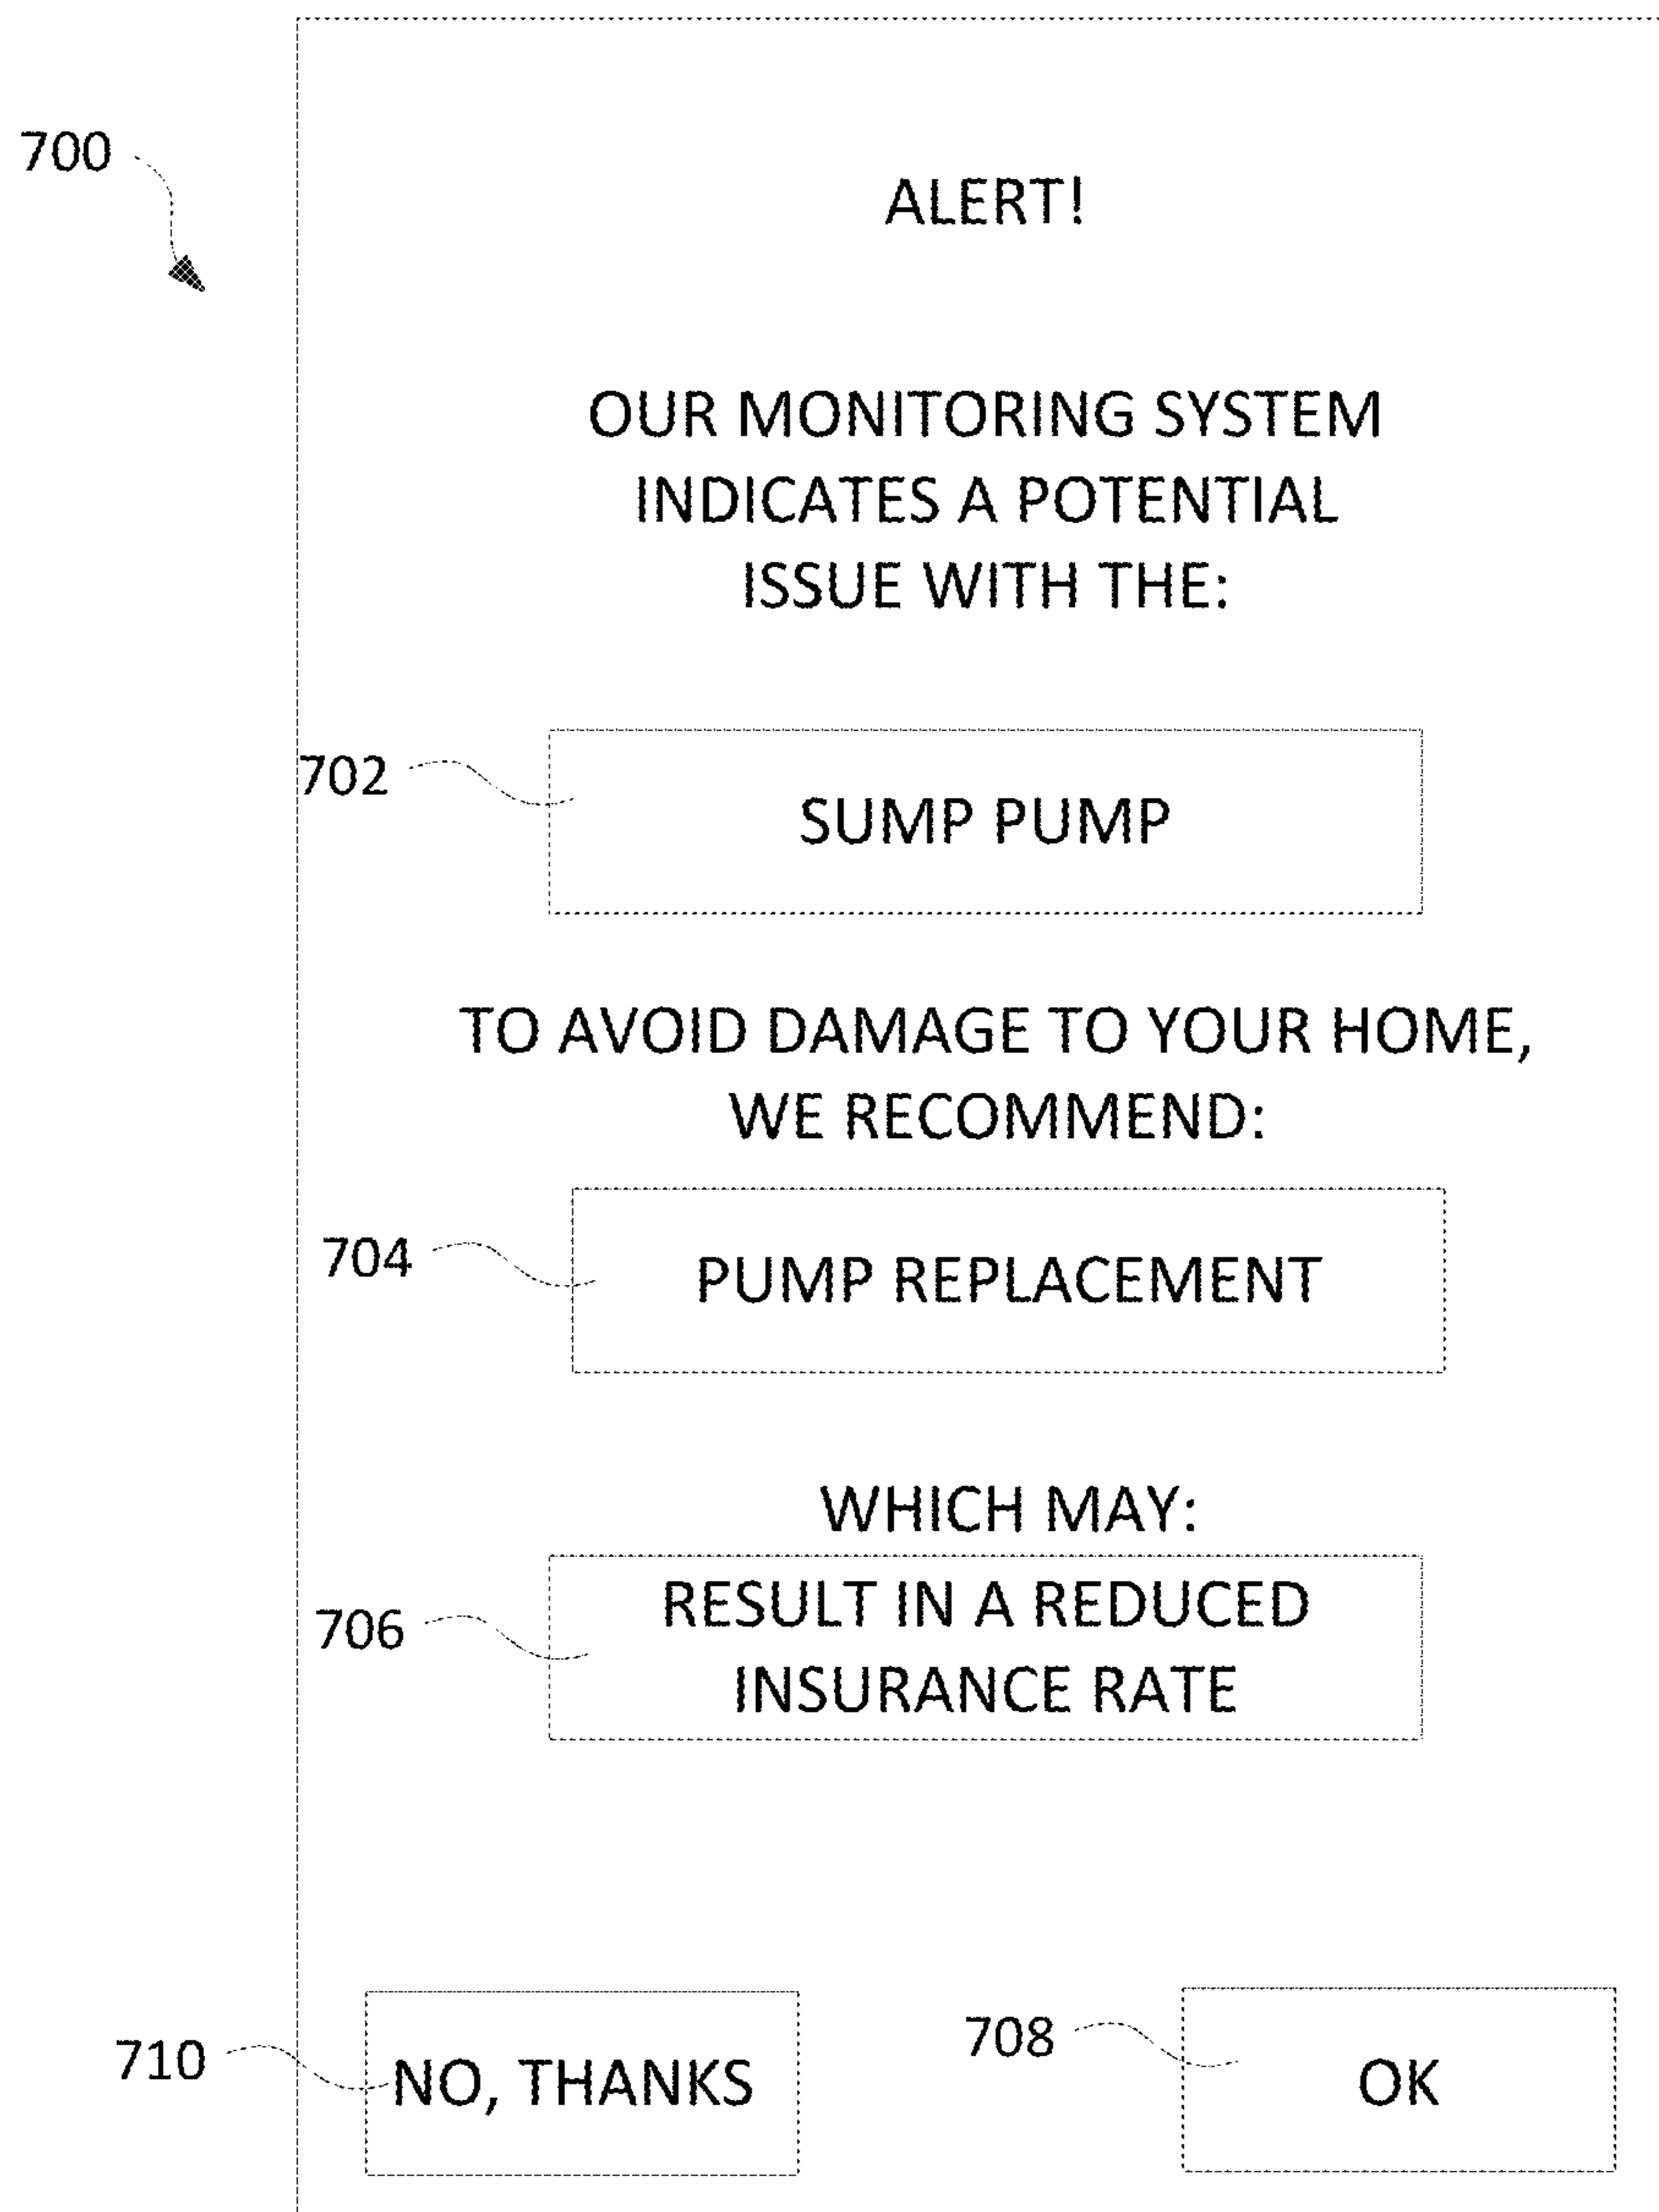 700
ALERT!
OUR MONITORING SYSTEM
INDICATES A POTENTIAL
ISSUE WITH THE:
702
SUMP PUMP
TO AVOID DAMAGE TO YOUR HOME,
WE RECOMMEND:
704
PUMP REPLACEMENT
WHICH MAY:
706
RESULT IN A REDUCED
INSURANCE RATE
710
NO, THANKS
708
OK